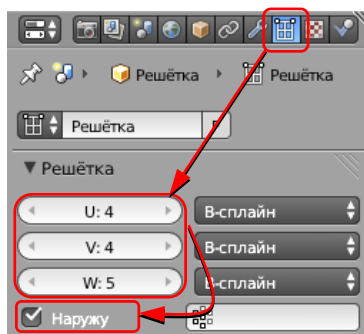 Решётка Решётка
Решётка F
Решётка
U: 4 В-сплайн
V: 4 В-сплайн
W: 5 В-сплайн
Наружу